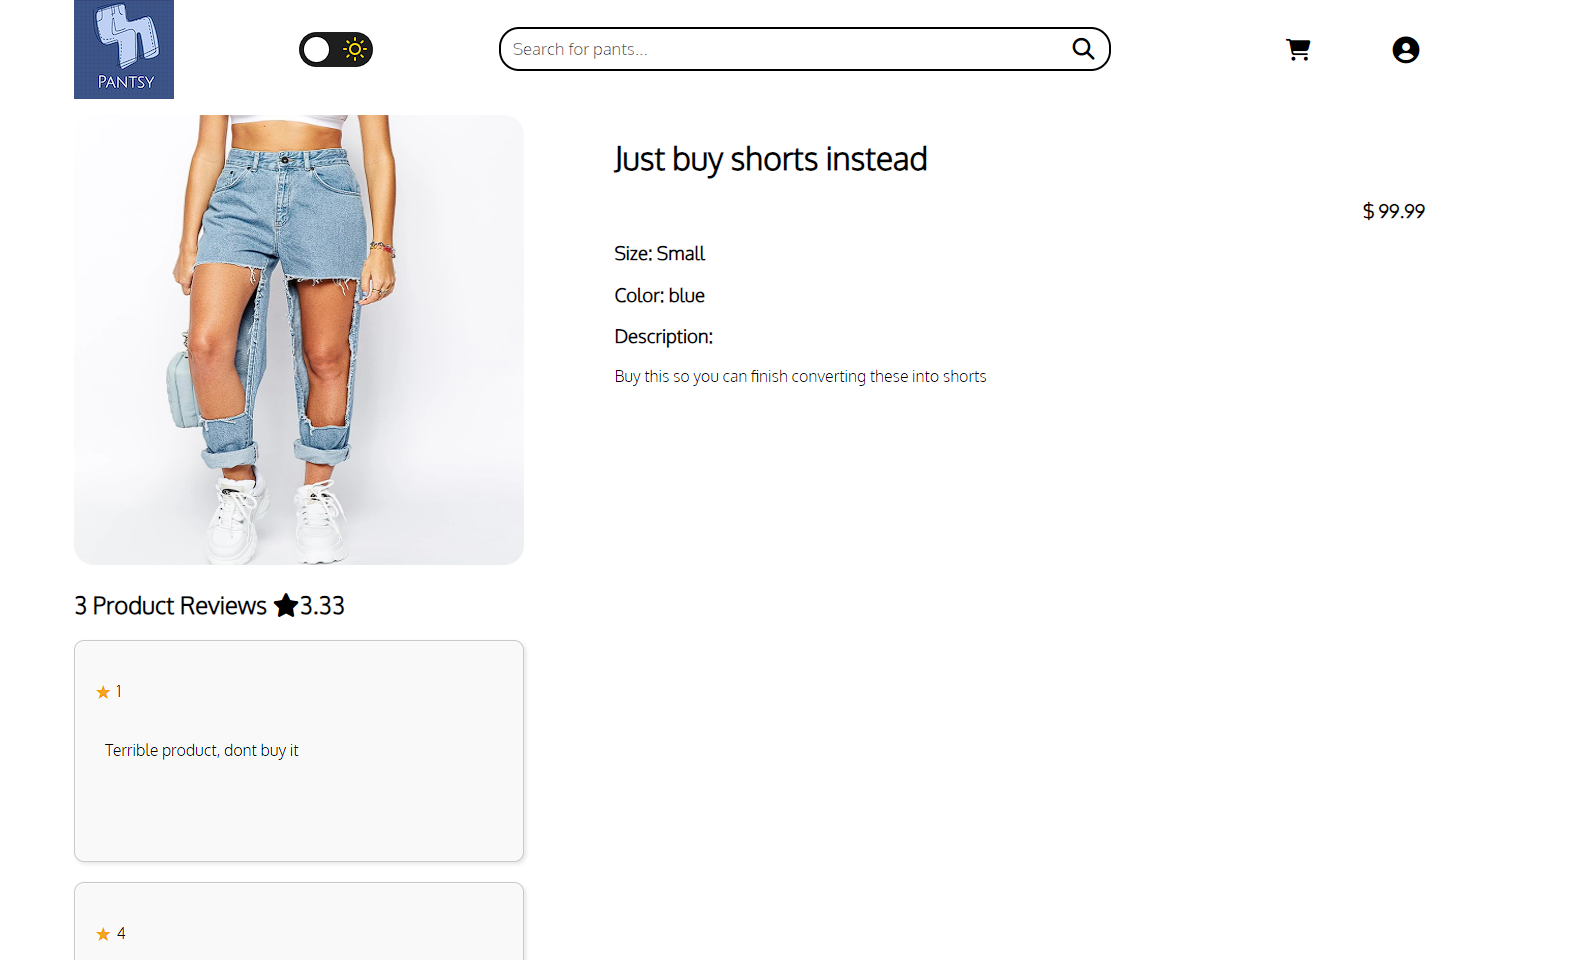 PANTSY
Search for pants...
Just buy shorts instead
$ 99.99
Size: Small
Color: blue
Description:
Buy this so you can finish converting these into shorts
3 Product Reviews ★3.33
★ 1
Terrible product, dont buy it
★ 4